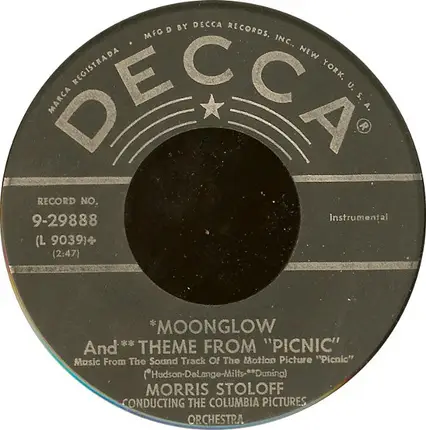 MARCA REGISTRADA • MFG'D BY DECCA RECORDS, INC., NEW YORK, U.S.A.
DECCA®
RECORD NO.
9-29888
(L 9039)+
(2:47)
Instrumental
*MOONGLOW
And** THEME FROM "PICNIC"
Music From The Sound Track Of The Motion Picture "Picnic"
(*Hudson-DeLange-Mills-**Duning)
MORRIS STOLOFF
CONDUCTING THE COLUMBIA PICTURES
ORCHESTRA